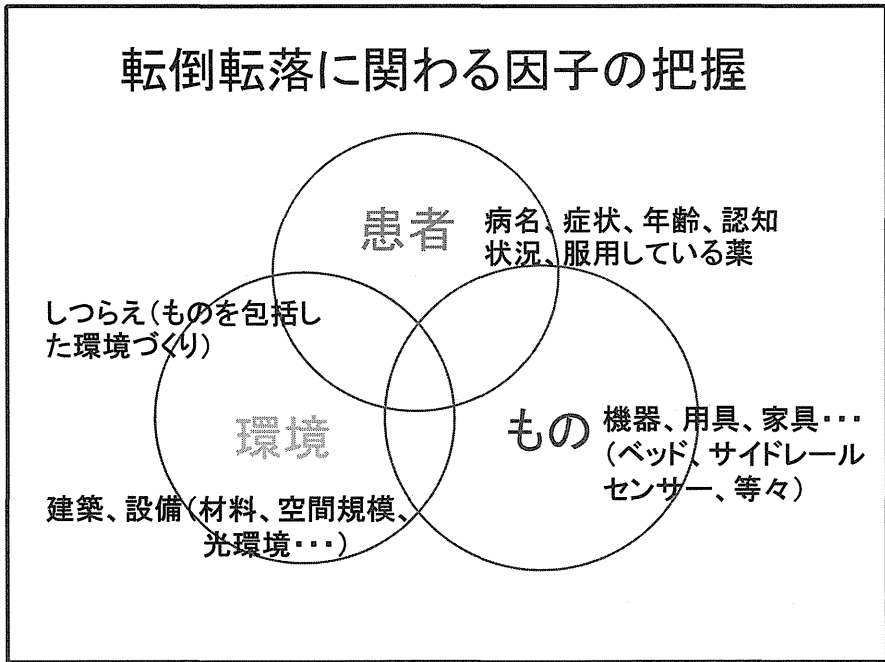 転倒転落に関わる因子の把握
患者
病名、症状、年齢、認知
状況、服用している薬
しつらえ(ものを包括し
た環境づくり)
環境
もの
機器、用具、家具･･･
(ベッド、サイドレール
センサー、等々)
建築、設備(材料、空間規模、
光環境･･･)